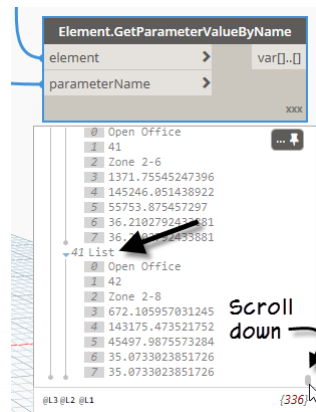 Element.GetParameterValueByName
element > var[]..[]
parameterName >
xxx
...
0 Open Office
1 41
2 Zone 2-6
3 1371.75545247396
4 145246.051438922
5 55753.875457297
6 36.2102792433881
7 36.2102792433881
41 List
0 Open Office
1 42
2 Zone 2-8
3 672.105957031245
4 143175.473521752
5 45497.9875573284
6 35.0733023851726
7 35.0733023851726
Scroll
down
@L3 @L2 @L1 {336}